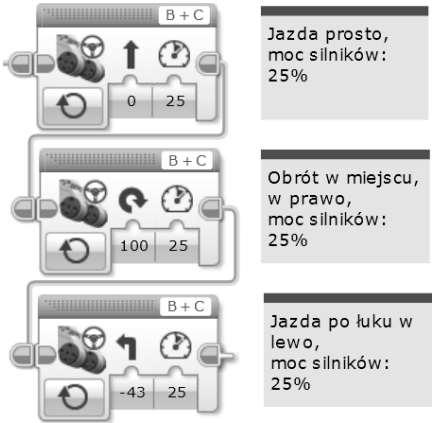 B + C
0 25
Jazda prosto,
moc silników:
25%
B + C
100 25
Obrót w miejscu,
w prawo,
moc silników:
25%
B + C
-43 25
Jazda po łuku w
lewo,
moc silników:
25%